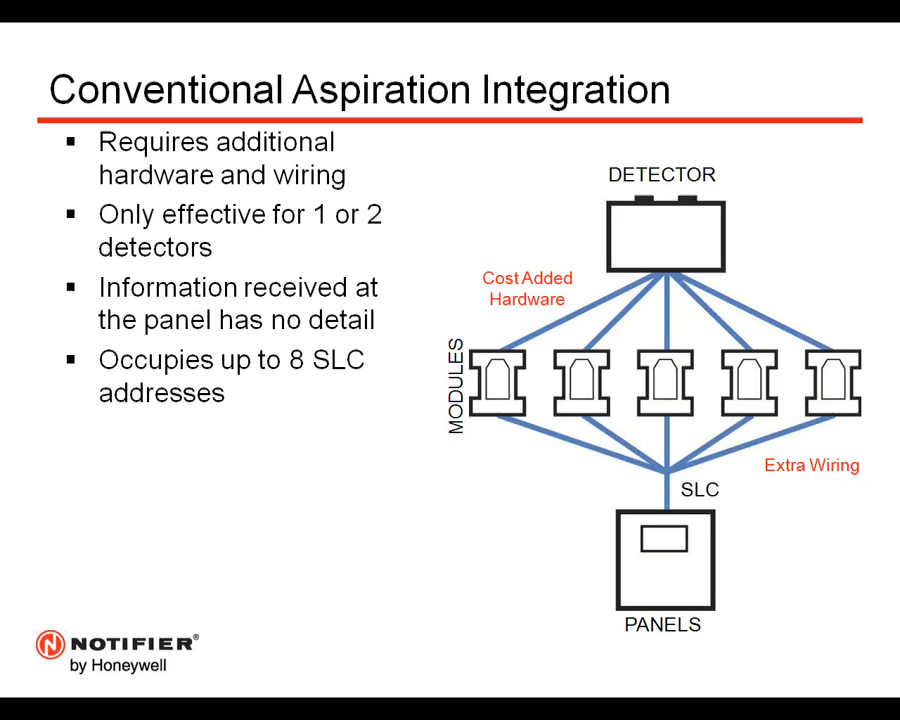 Conventional Aspiration Integration
▪ Requires additional
hardware and wiring
▪ Only effective for 1 or 2
detectors
▪ Information received at
the panel has no detail
▪ Occupies up to 8 SLC
addresses
DETECTOR
Cost Added
Hardware
MODULES
Extra Wiring
SLC
PANELS
NOTIFIER®
by Honeywell